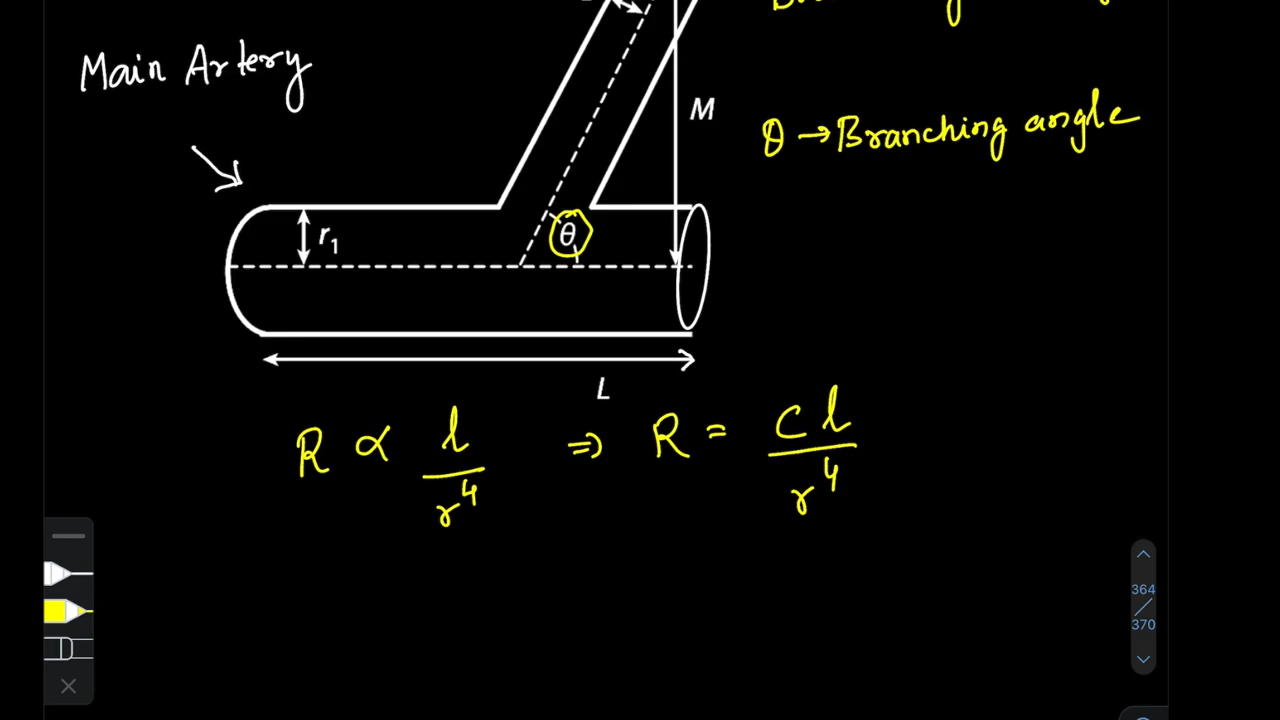 Main Artery
M
θ → Branching angle
r₁
θ
L
R ∝ l/r⁴ ⇒ R = Cl/r⁴
364
370